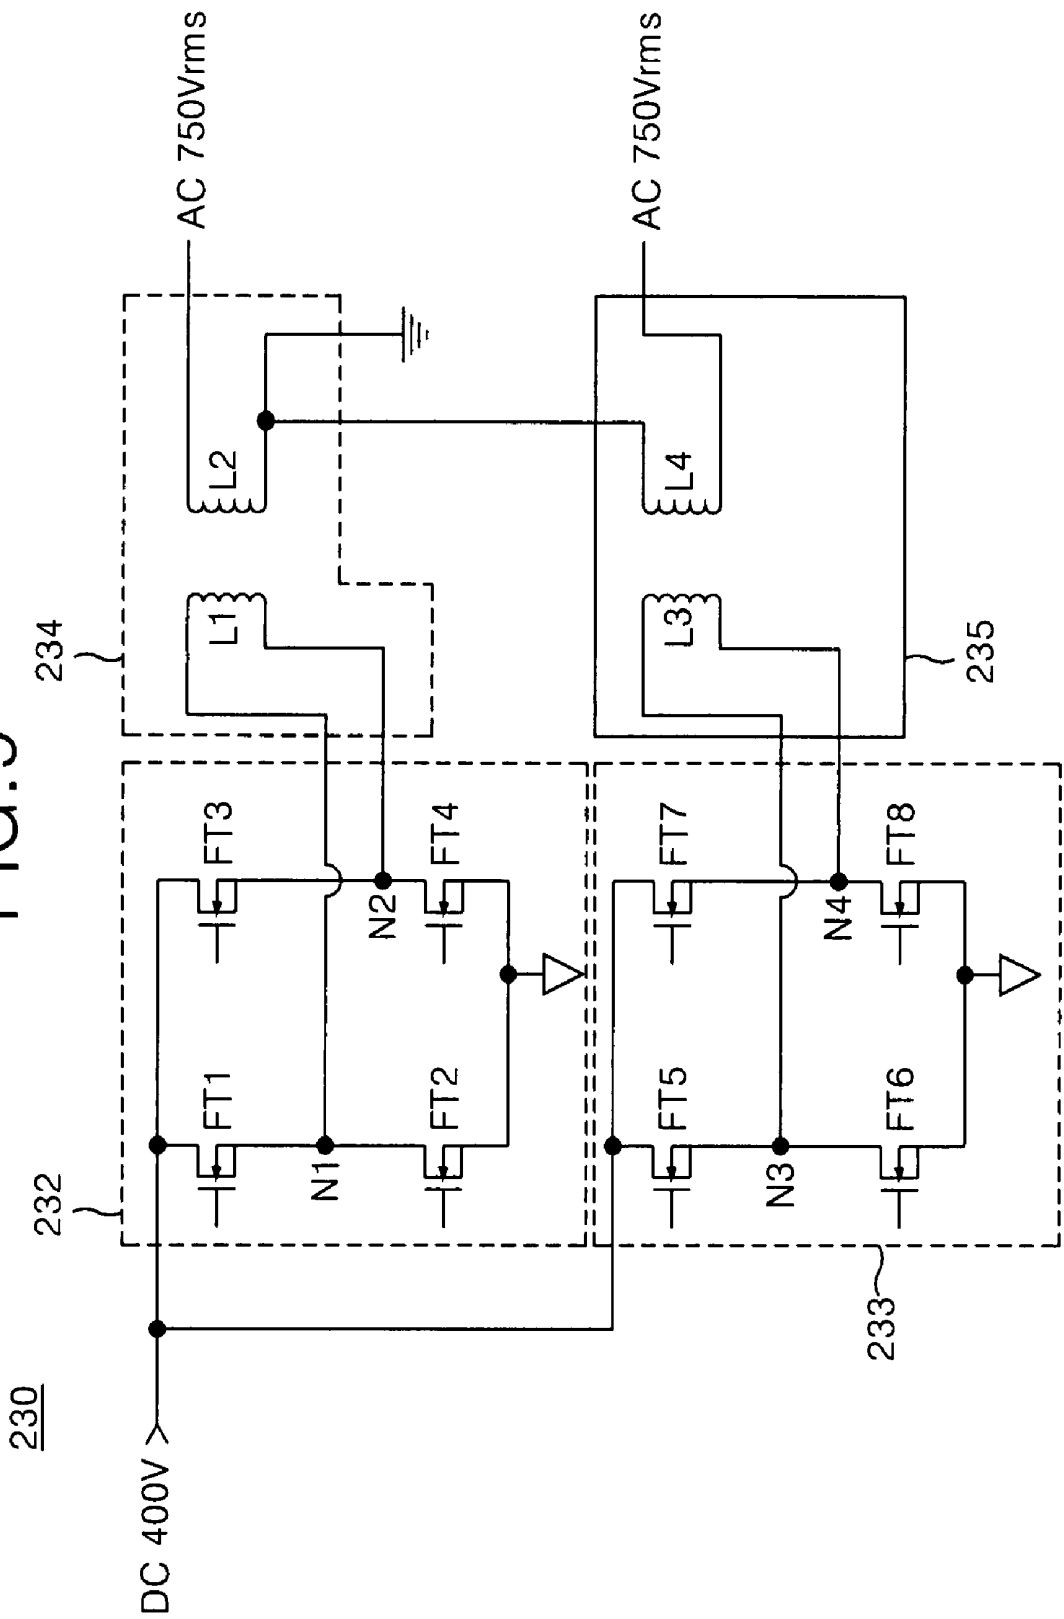 230
DC 400V
232
FT1
FT3
N1
N2
FT2
FT4
234
L1
L2
AC 750Vrms
233
FT5
FT7
N3
N4
FT6
FT8
235
L3
L4
AC 750Vrms